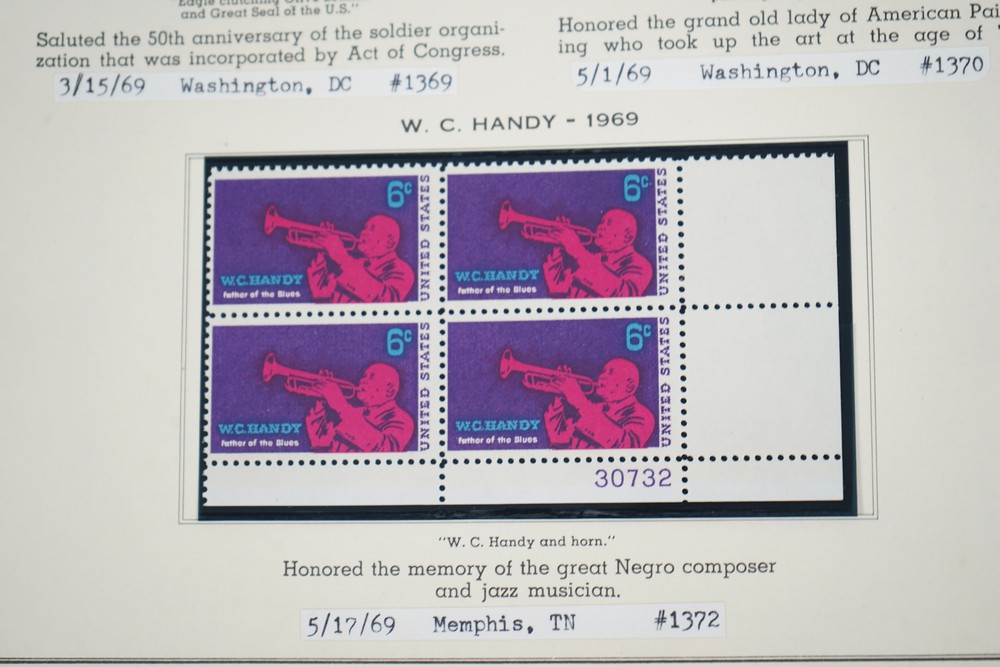 "Eagle clutching Olive
and Great Seal of the U.S."
Saluted the 50th anniversary of the soldier organi-
zation that was incorporated by Act of Congress.
3/15/69 Washington, DC #1369
Honored the grand old lady of American Pai
ing who took up the art at the age of
5/1/69 Washington, DC #1370
W. C. HANDY - 1969
6c
UNITED STATES
W.C. HANDY
Father of the Blues
6c
UNITED STATES
W.C. HANDY
Father of the Blues
6c
UNITED STATES
W.C. HANDY
Father of the Blues
6c
UNITED STATES
W.C. HANDY
Father of the Blues
30732
"W. C. Handy and horn."
Honored the memory of the great Negro composer
and jazz musician.
5/17/69 Memphis, TN #1372